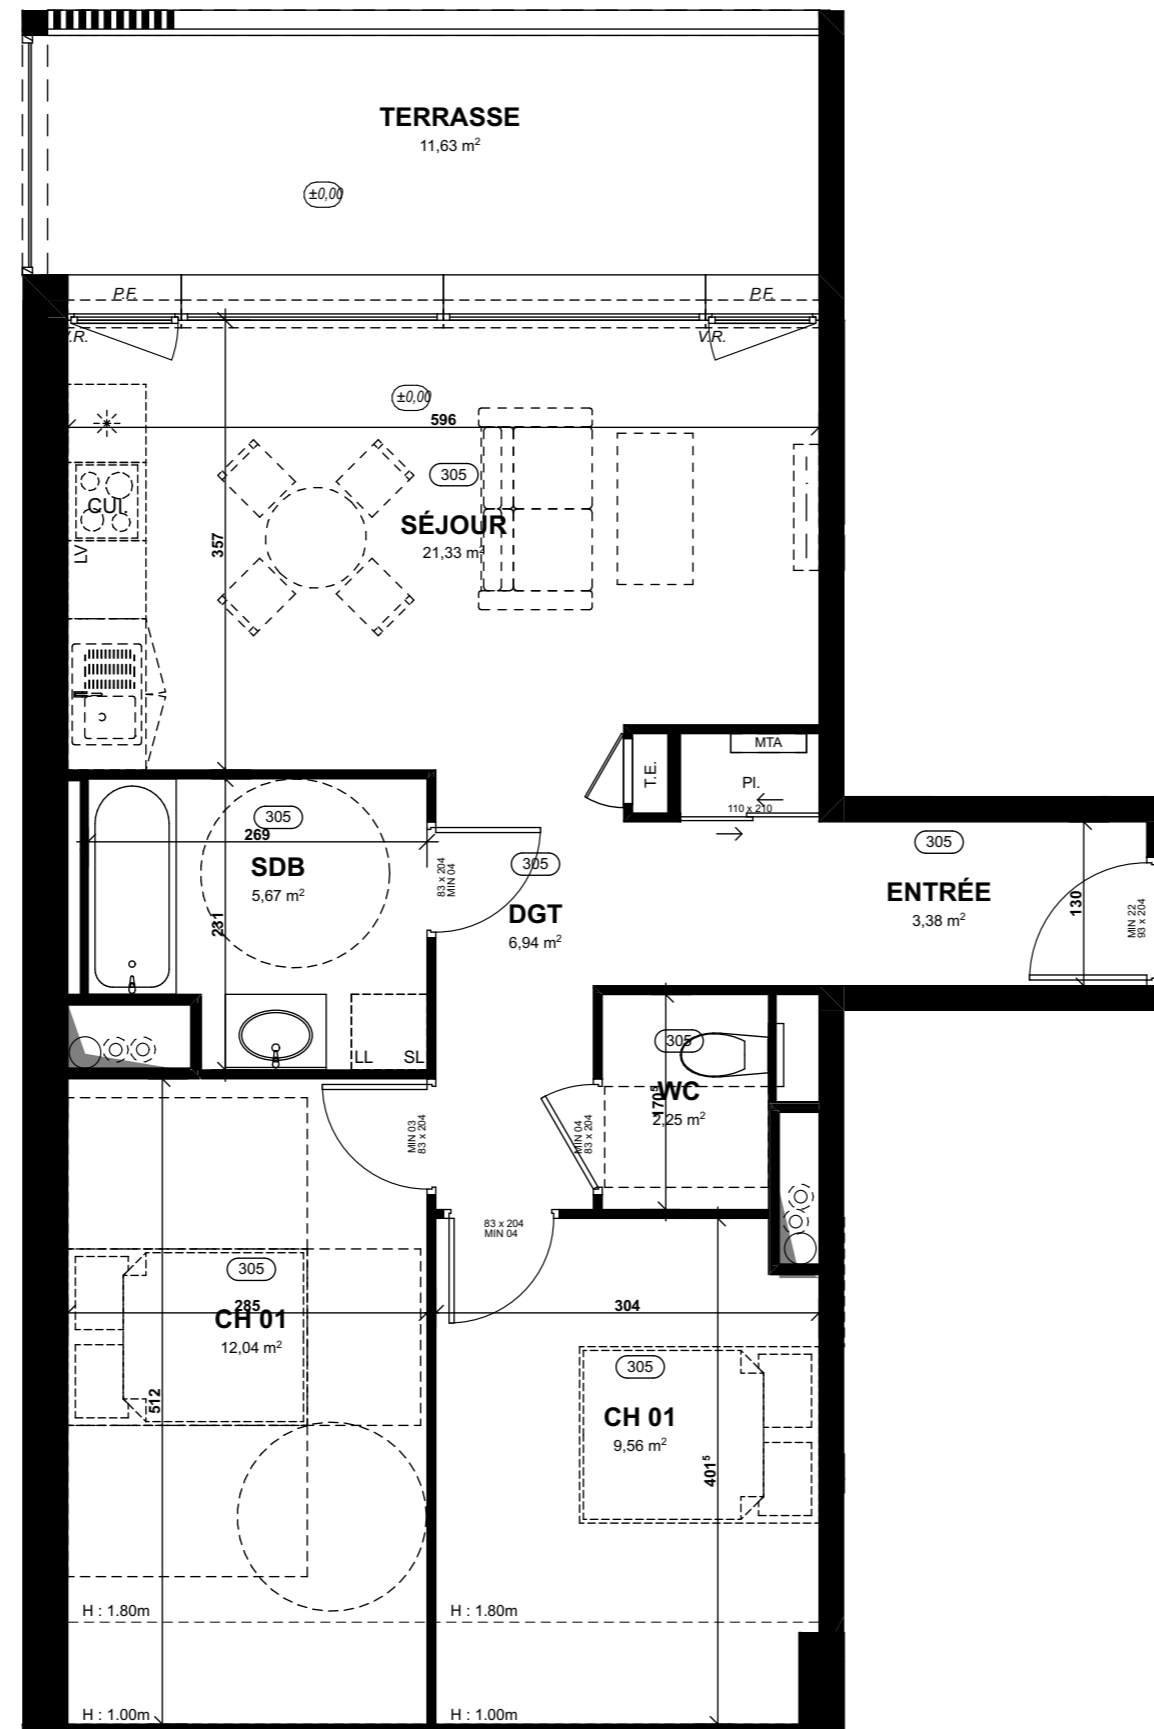 TERRASSE
11,63 m²
±0,00
P.F.
P.F.
V.R.
V.R.
±0,00
596
305
CUI.
SÉJOUR
21,33 m²
LV
357
MTA
T.E.
Pl.
110 x 210
305
269
SDB
5,67 m²
231
83 x 204
MIN 04
305
DGT
6,94 m²
305
ENTRÉE
3,38 m²
130
MIN 22
93 x 204
LL
SL
305
WC
2,25 m²
170⁵
MIN 03
83 x 204
MIN 04
83 x 204
83 x 204
MIN 04
305
285
CH 01
12,04 m²
512
304
305
CH 01
9,56 m²
401⁵
H : 1.80m
H : 1.80m
H : 1.00m
H : 1.00m